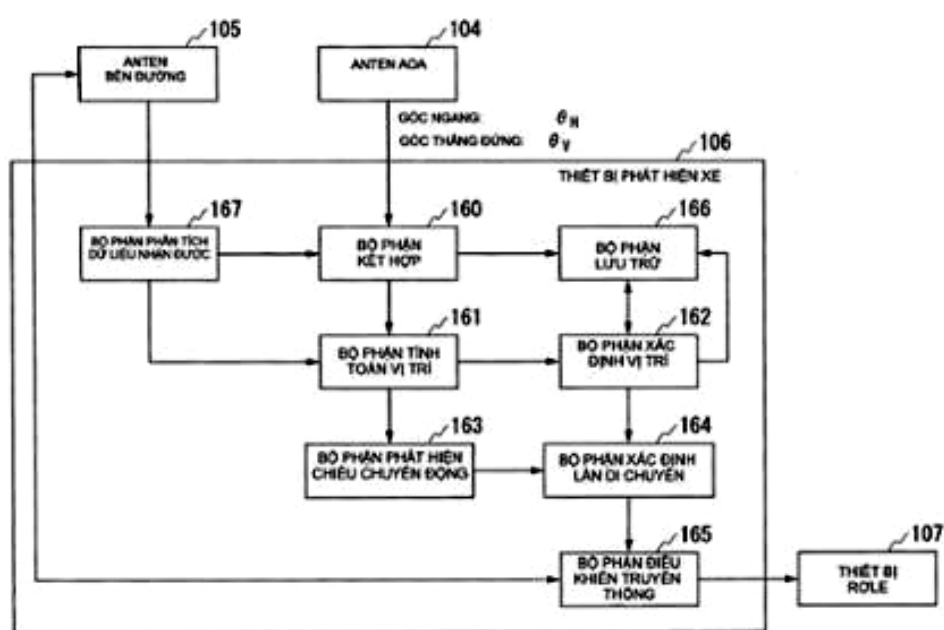 105
ANTEN
BÊN ĐƯỜNG
104
ANTEN AOA
GÓC NGANG: θH
GÓC THẲNG ĐỨNG: θV
106
THIẾT BỊ PHÁT HIỆN XE
167
BỘ PHẬN PHÂN TÍCH
DỮ LIỆU NHẬN ĐƯỢC
160
BỘ PHẬN
KẾT HỢP
166
BỘ PHẬN
LƯU TRỮ
161
BỘ PHẬN TÍNH
TOÁN VỊ TRÍ
162
BỘ PHẬN XÁC
ĐỊNH VỊ TRÍ
163
BỘ PHẬN PHÁT HIỆN
CHIỀU CHUYỂN ĐỘNG
164
BỘ PHẬN XÁC ĐỊNH
LÀN DI CHUYỂN
165
BỘ PHẬN ĐIỀU
KHIỂN TRUYỀN
THÔNG
107
THIẾT BỊ
RƠLE